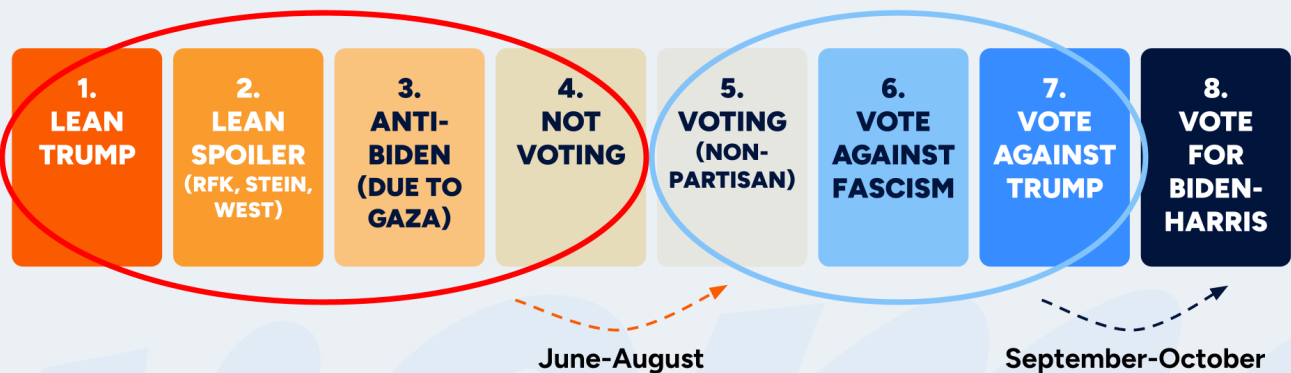 1.
LEAN
TRUMP
2.
LEAN
SPOILER
(RFK, STEIN,
WEST)
3.
ANTI-
BIDEN
(DUE TO
GAZA)
4.
NOT
VOTING
5.
VOTING
(NON-
PARTISAN)
6.
VOTE
AGAINST
FASCISM
7.
VOTE
AGAINST
TRUMP
8.
VOTE
FOR
BIDEN-
HARRIS
June-August
September-October